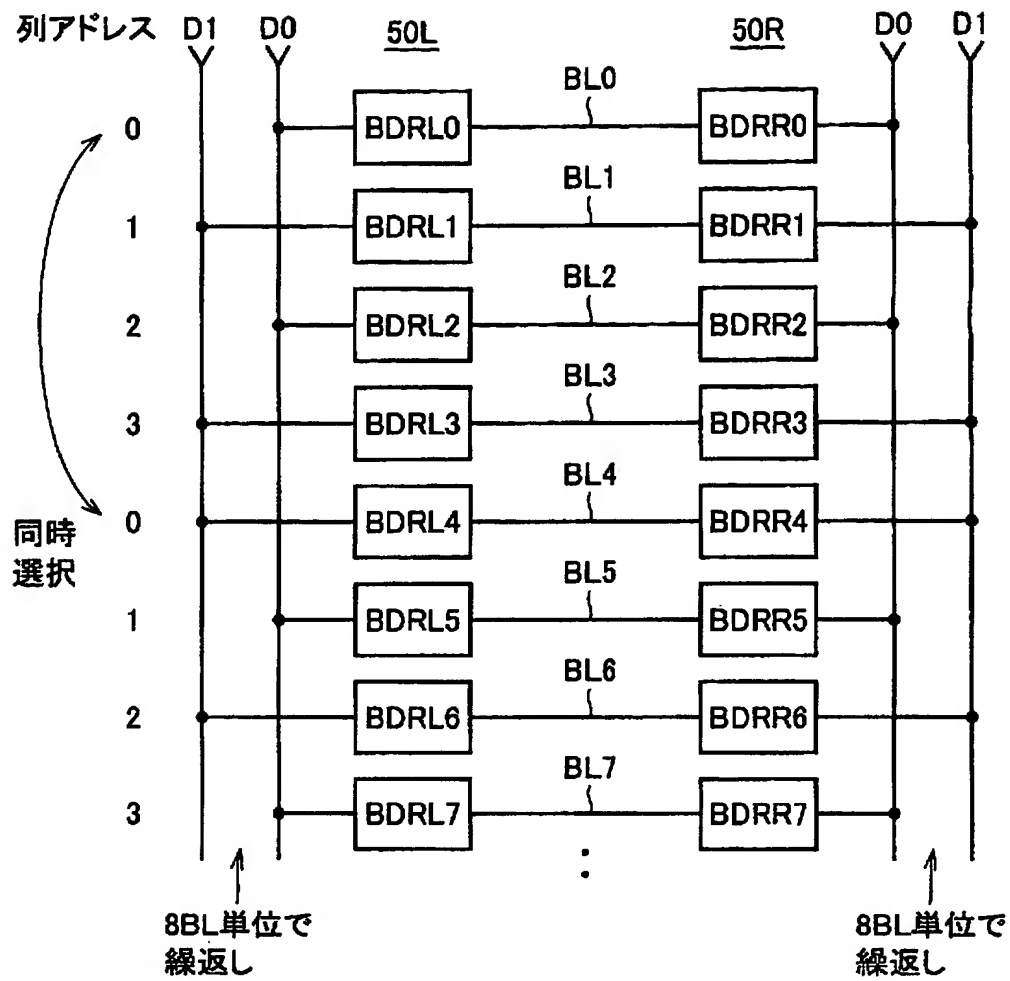 列アドレス D1 D0 50L 50R D0 D1
BL0
0 BDRL0 BDRR0
BL1
1 BDRL1 BDRR1
BL2
2 BDRL2 BDRR2
BL3
3 BDRL3 BDRR3
BL4
0 BDRL4 BDRR4
同時
選択
BL5
1 BDRL5 BDRR5
BL6
2 BDRL6 BDRR6
BL7
3 BDRL7 BDRR7
8BL単位で
繰返し
8BL単位で
繰返し